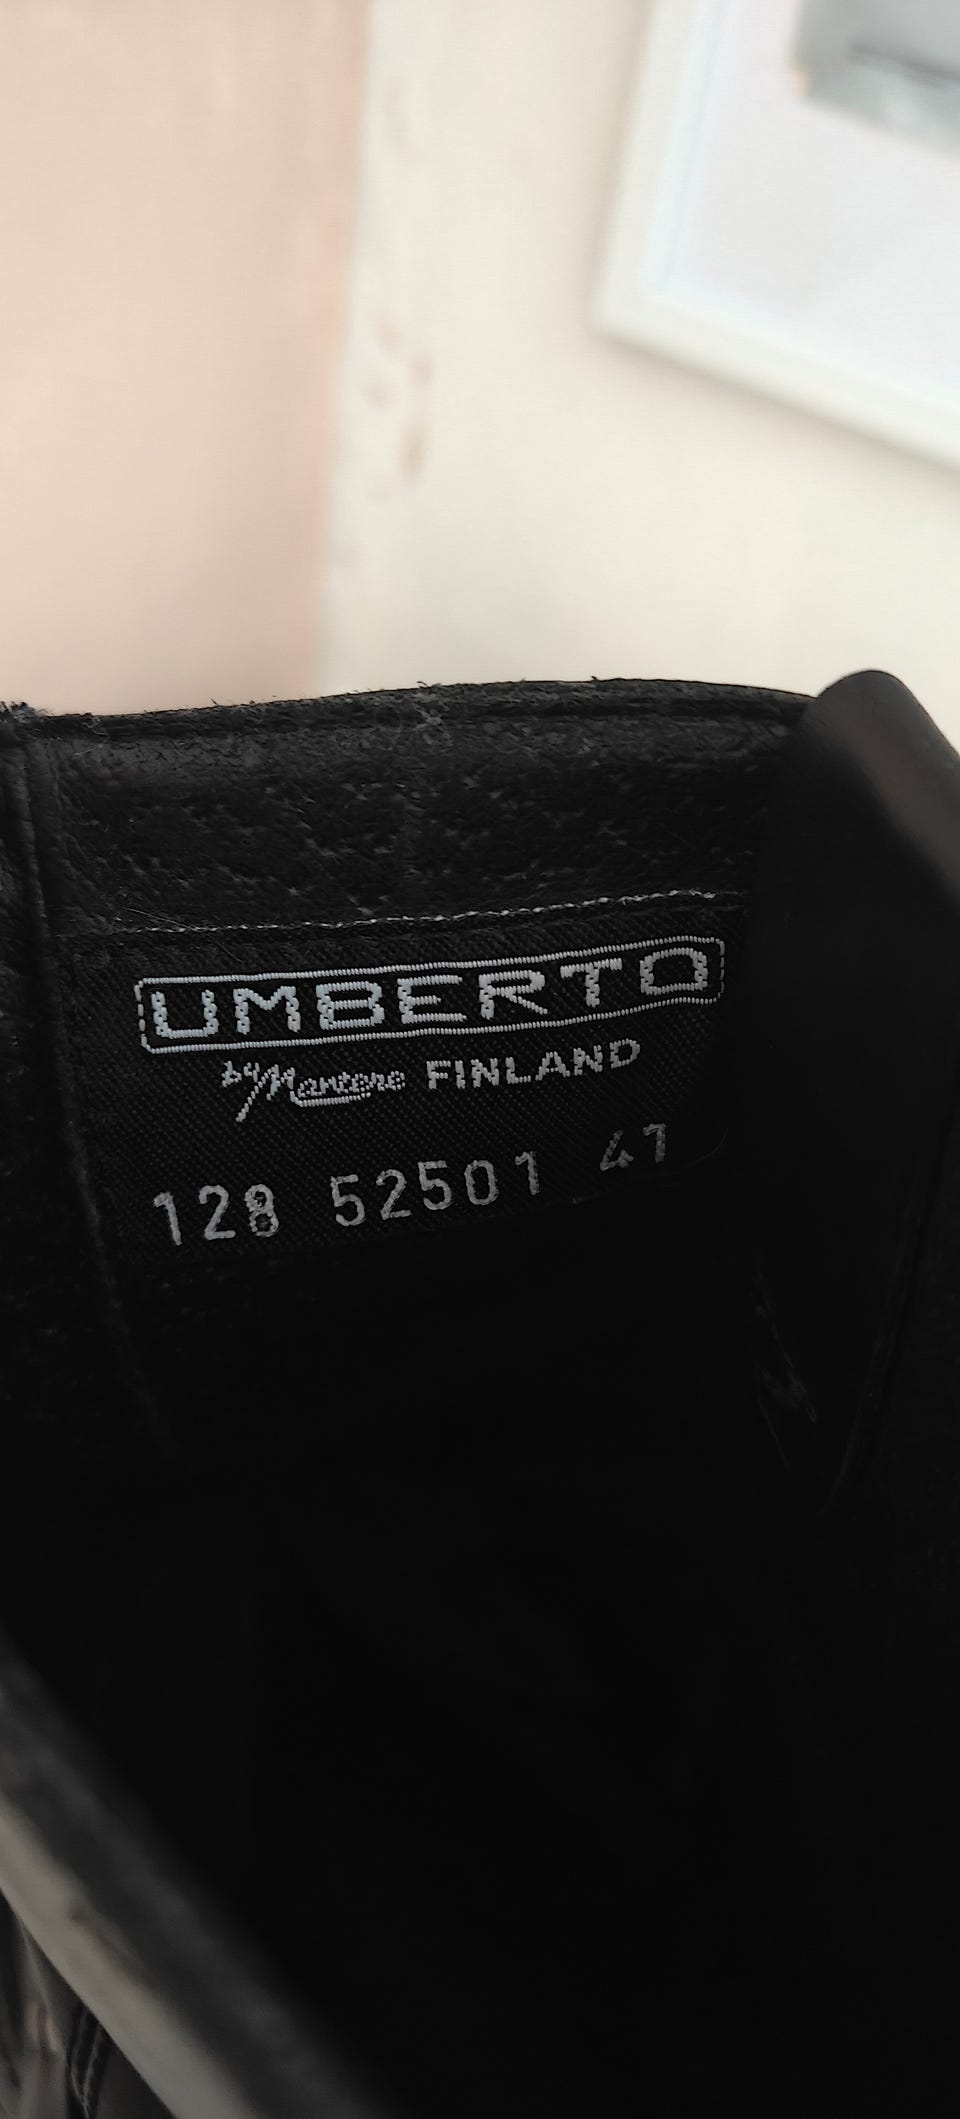 UMBERTO
by Mantere FINLAND
128 52501 41